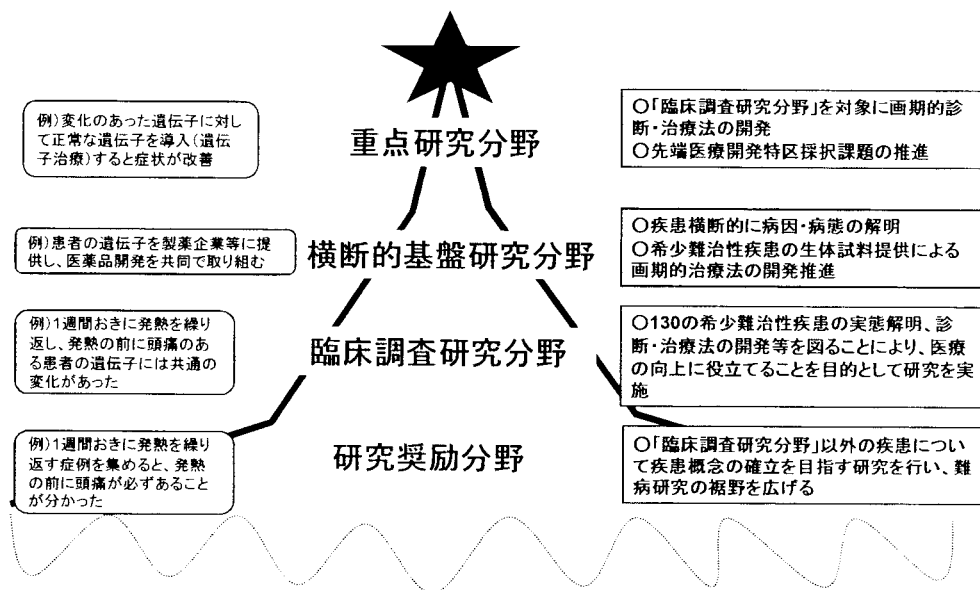 例)変化のあった遺伝子に対し
て正常な遺伝子を導入(遺伝
子治療)すると症状が改善
重点研究分野
○「臨床調査研究分野」を対象に画期的診
断・治療法の開発
○先端医療開発特区採択課題の推進
例)患者の遺伝子を製薬企業等に提
供し、医薬品開発を共同で取り組む
横断的基盤研究分野
○疾患横断的に病因・病態の解明
○希少難治性疾患の生体試料提供による
画期的治療法の開発推進
例)1週間おきに発熱を繰り
返し、発熱の前に頭痛のあ
る患者の遺伝子には共通の
変化があった
臨床調査研究分野
○130の希少難治性疾患の実態解明、診
断・治療法の開発等を図ることにより、医療
の向上に役立てることを目的として研究を実
施
例)1週間おきに発熱を繰り
返す症例を集めると、発熱
の前に頭痛が必ずあること
が分かった
研究奨励分野
○「臨床調査研究分野」以外の疾患につい
て疾患概念の確立を目指す研究を行い、難
病研究の裾野を広げる